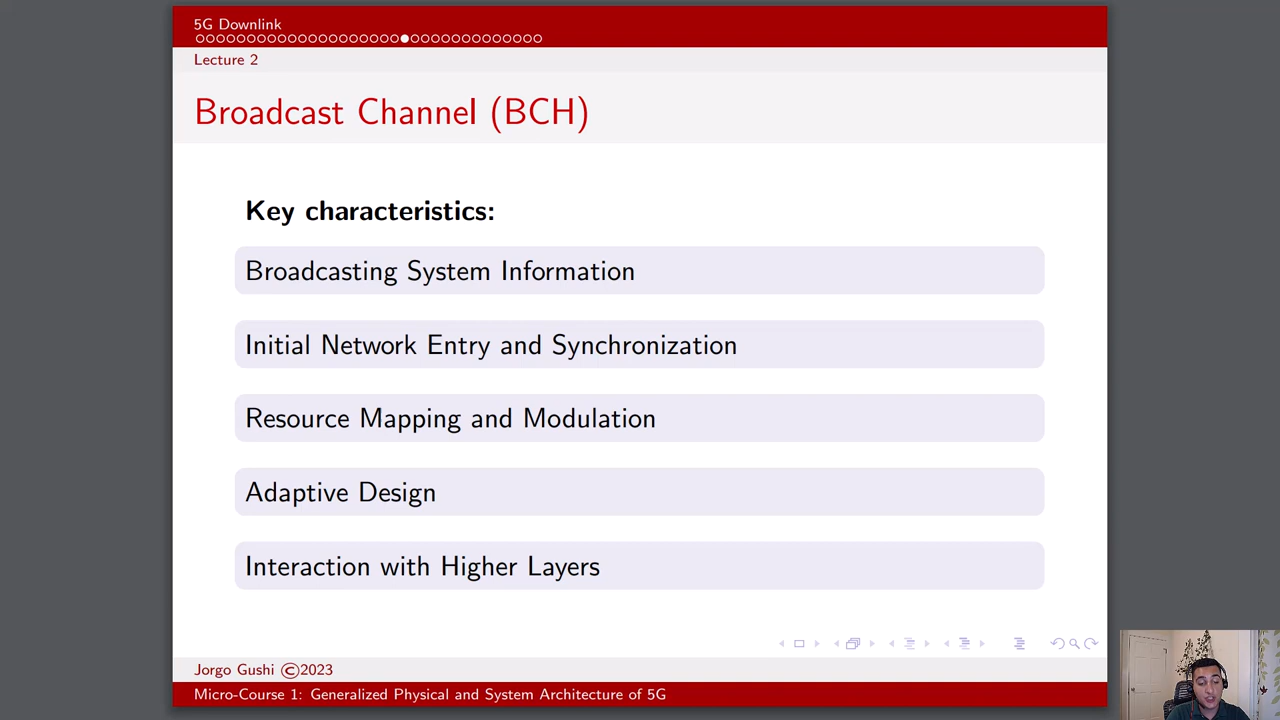 5G Downlink
Lecture 2
Broadcast Channel (BCH)
Key characteristics:
Broadcasting System Information
Initial Network Entry and Synchronization
Resource Mapping and Modulation
Adaptive Design
Interaction with Higher Layers
Jorgo Gushi ©2023
Micro-Course 1: Generalized Physical and System Architecture of 5G